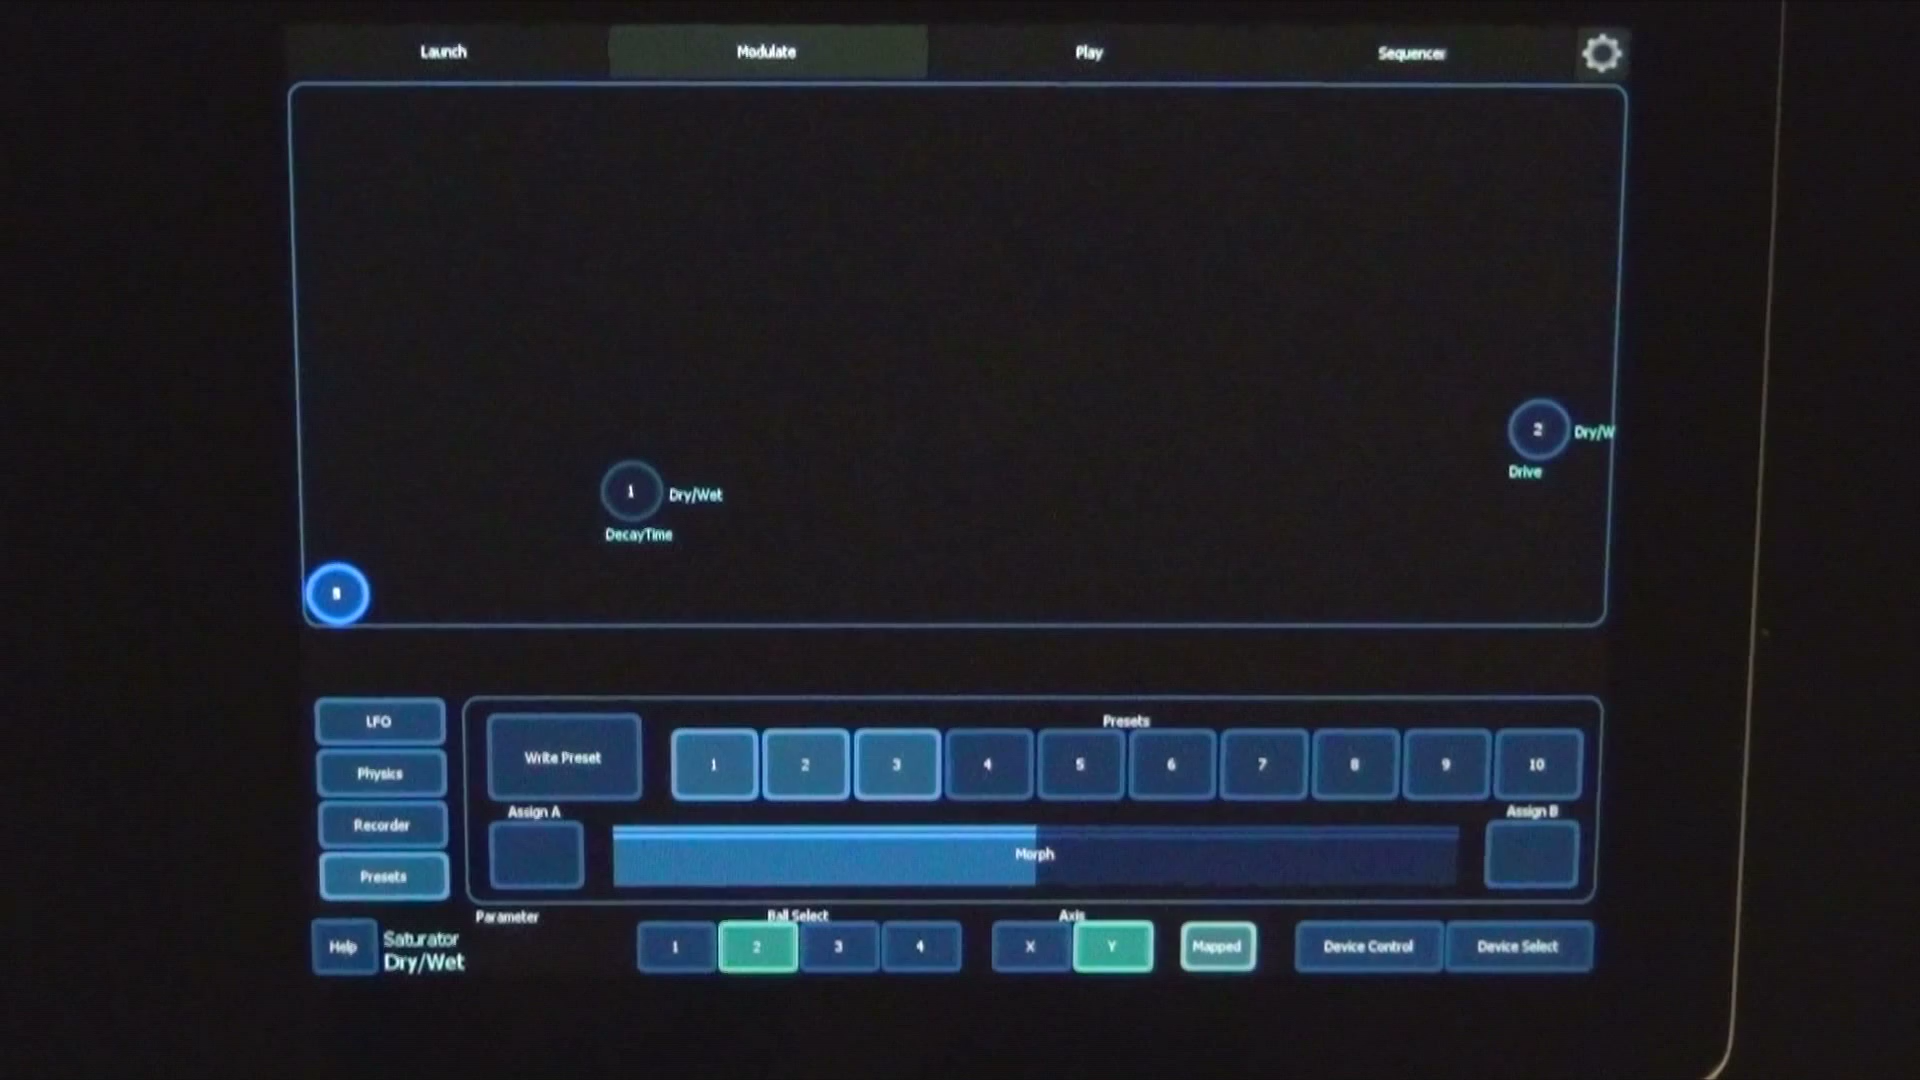 Launch Modulate Play Sequencer
2 Dry/W
Drive
1 Dry/Wet
DecayTime
LFO
Physics
Recorder
Presets
Write Preset
Presets
1 2 3 4 5 6 7 8 9 10
Assign A
Assign B
Morph
Parameter
Ball Select
Axis
Help
Saturator
Dry/Wet
1 2 3 4
X Y
Mapped
Device Control
Device Select